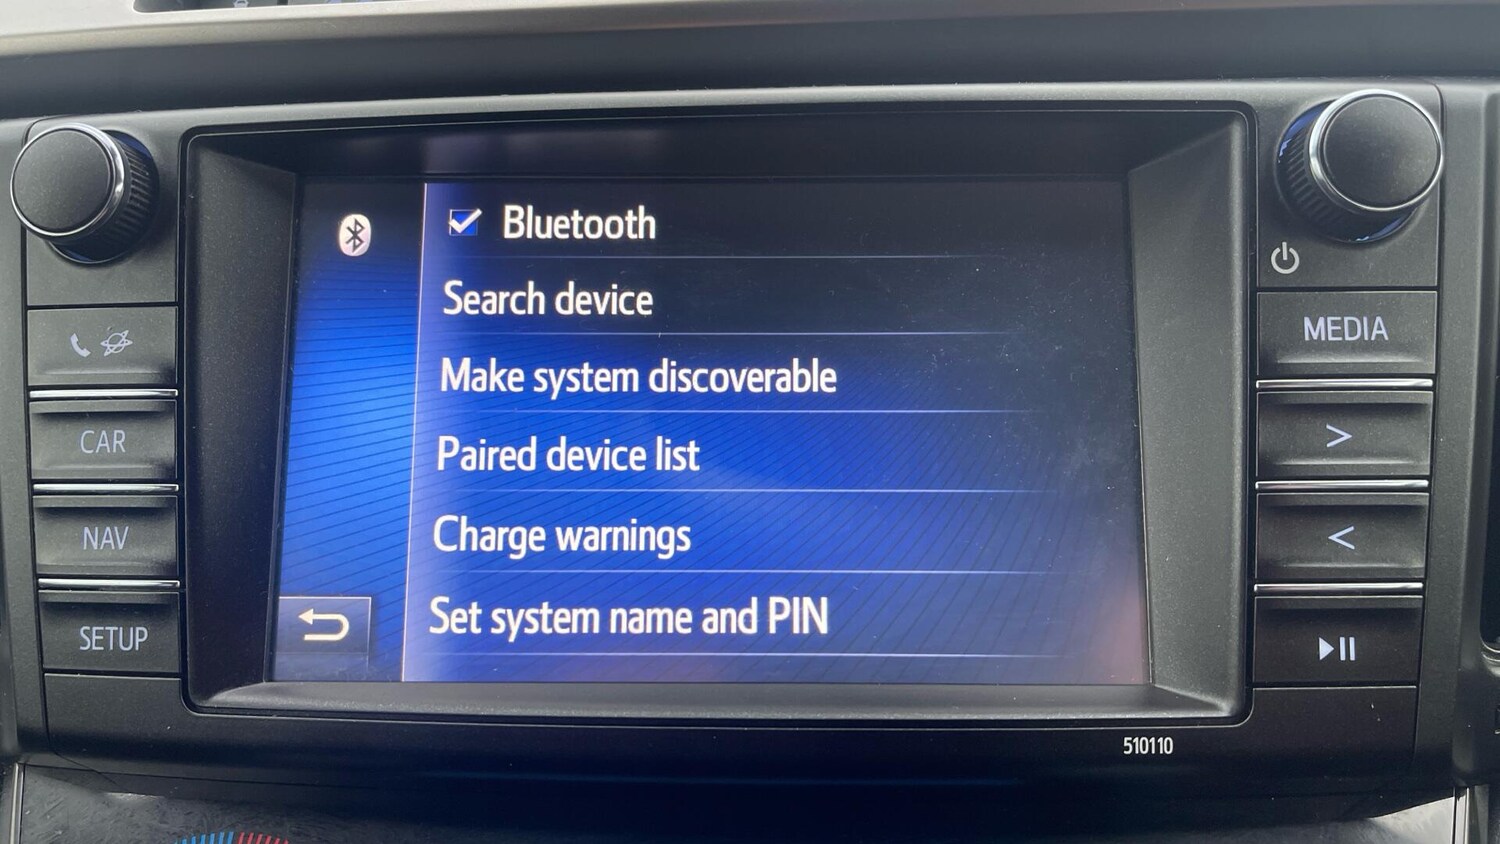 Bluetooth
Search device
Make system discoverable
Paired device list
Charge warnings
Set system name and PIN
CAR
NAV
SETUP
MEDIA
>
<
510110